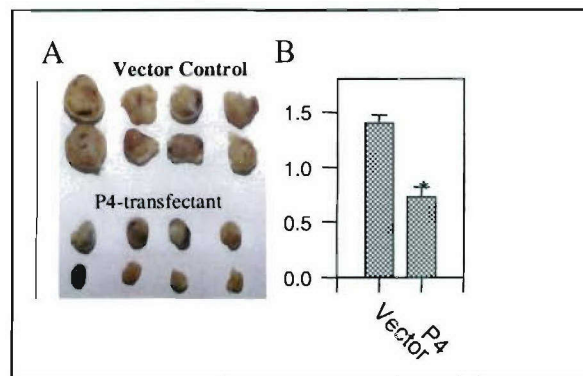 A
Vector Control
P4-transfectant
B
1.5
1.0
0.5
0.0
*
Vector
P4